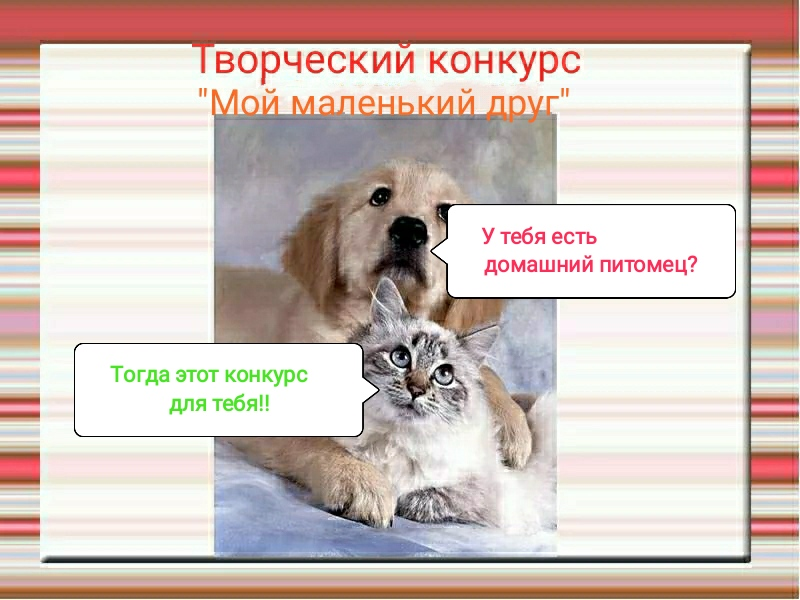 Творческий конкурс
"Мой маленький друг"
У тебя есть
домашний питомец?
Тогда этот конкурс
для тебя!!